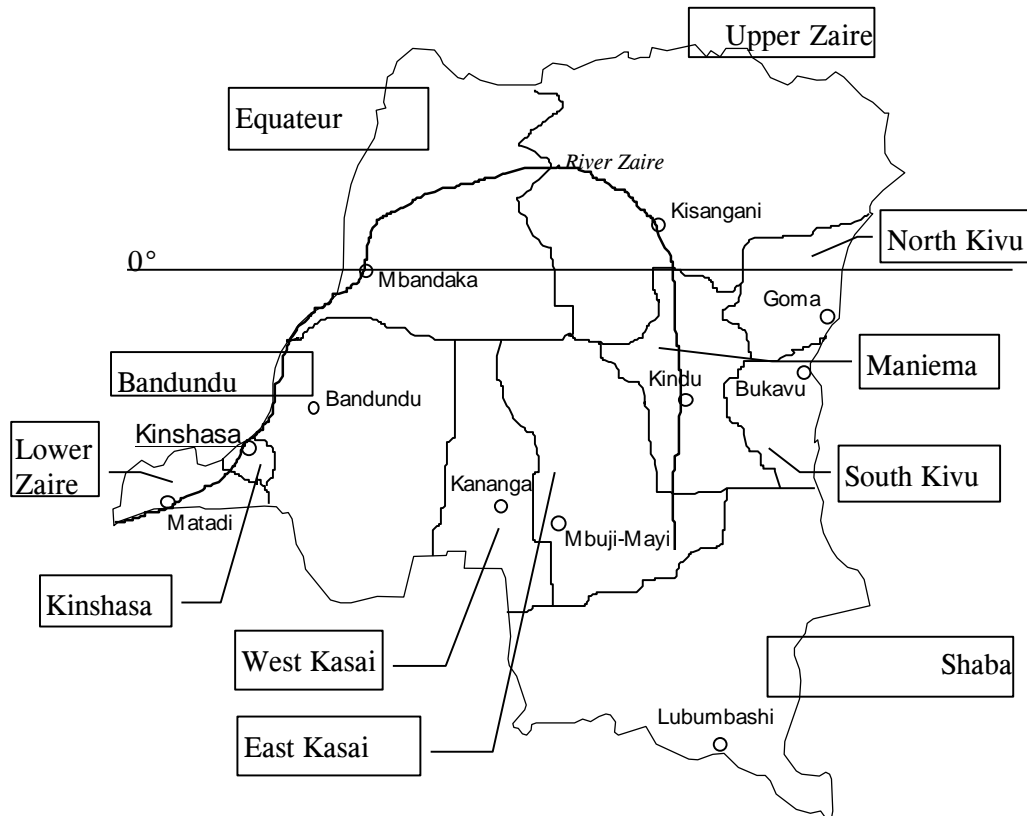 Upper Zaire
Equateur
River Zaire
Kisangani
North Kivu
0°
Mbandaka
Goma
Maniema
Bandundu
Kindu
Bukavu
Bandundu
Kinshasa
Lower
Zaire
South Kivu
Kananga
Matadi
Mbuji-Mayi
Kinshasa
West Kasai
Shaba
Lubumbashi
East Kasai